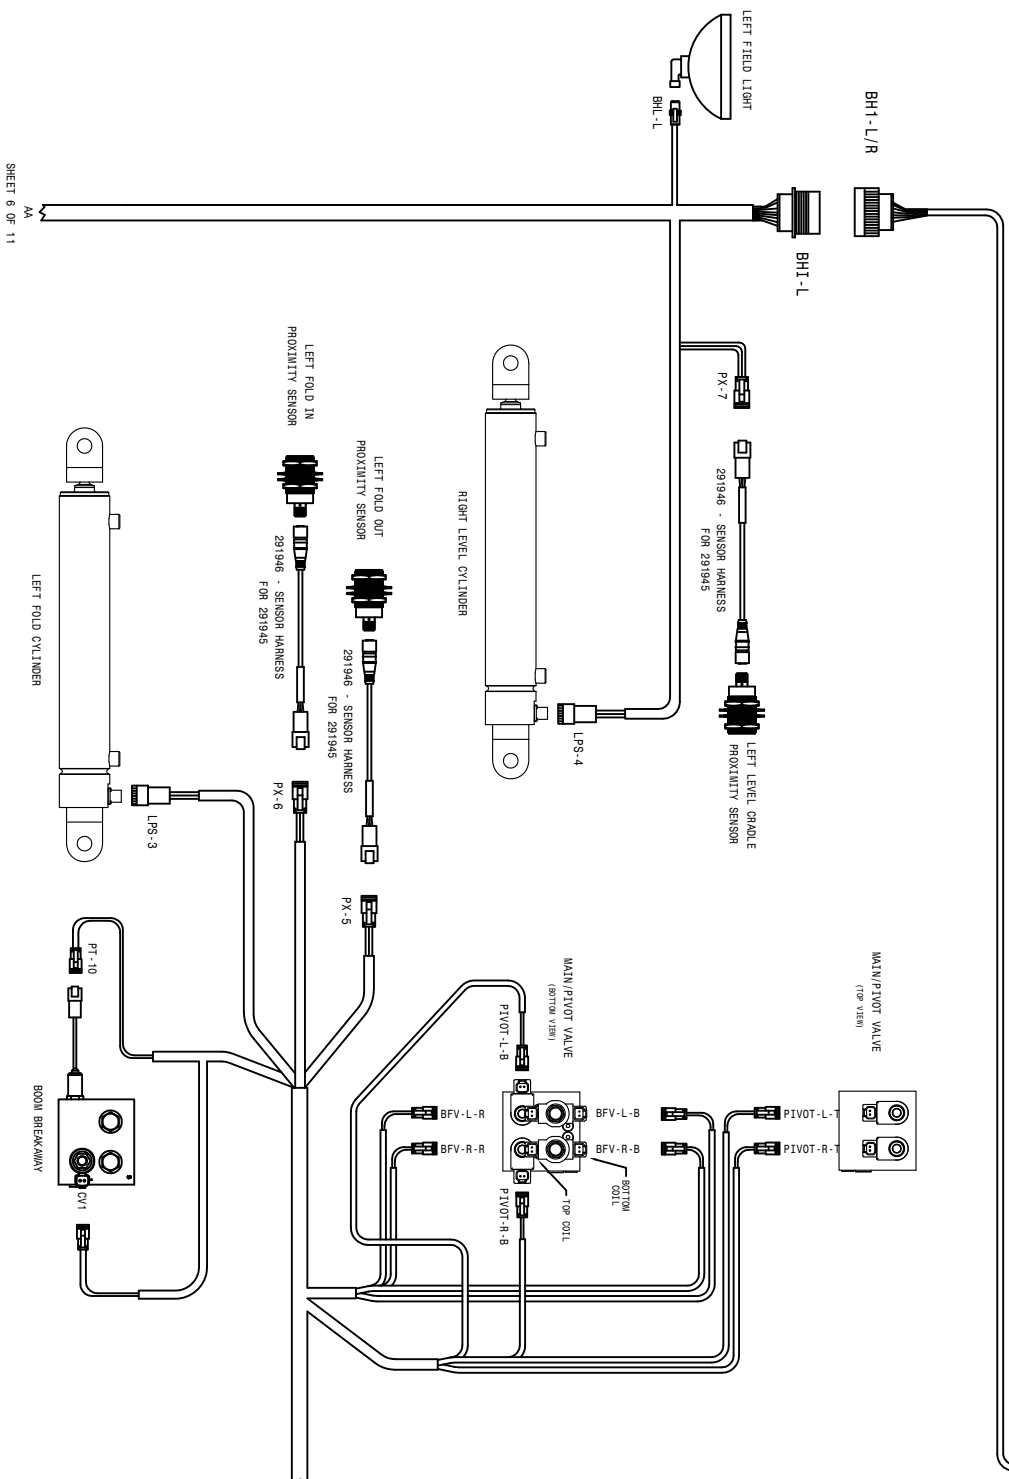 LEFT FIELD LIGHT
BHL-L
BH1-L/R
BHI-L
AA
SHEET 6 OF 11
PX-7
291946 - SENSOR HARNESS
FOR 291945
LEFT LEVEL CRADLE
PROXIMITY SENSOR
RIGHT LEVEL CYLINDER
LPS-4
LEFT FOLD IN
PROXIMITY SENSOR
291946 - SENSOR HARNESS
FOR 291945
PX-6
LEFT FOLD OUT
PROXIMITY SENSOR
291946 - SENSOR HARNESS
FOR 291945
PX-5
LEFT FOLD CYLINDER
LPS-3
PT-10
BOOM BREAKAWAY
CV1
MAIN/PIVOT VALVE
(BOTTOM VIEW)
PIVOT-L-B
BFV-L-R
BFV-R-R
BFV-L-B
BFV-R-B
BOTTOM
COIL
TOP COIL
PIVOT-R-B
MAIN/PIVOT VALVE
(TOP VIEW)
PIVOT-L-T
PIVOT-R-T